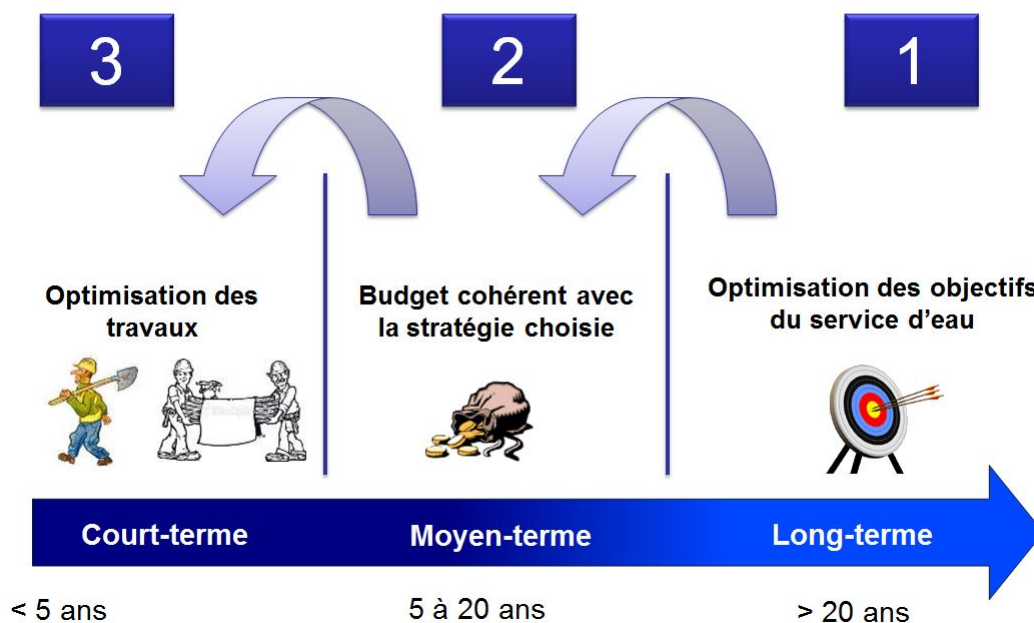 3
2
1
Optimisation des
travaux
Budget cohérent avec
la stratégie choisie
Optimisation des objectifs
du service d'eau
Court-terme
Moyen-terme
Long-terme
< 5 ans
5 à 20 ans
> 20 ans